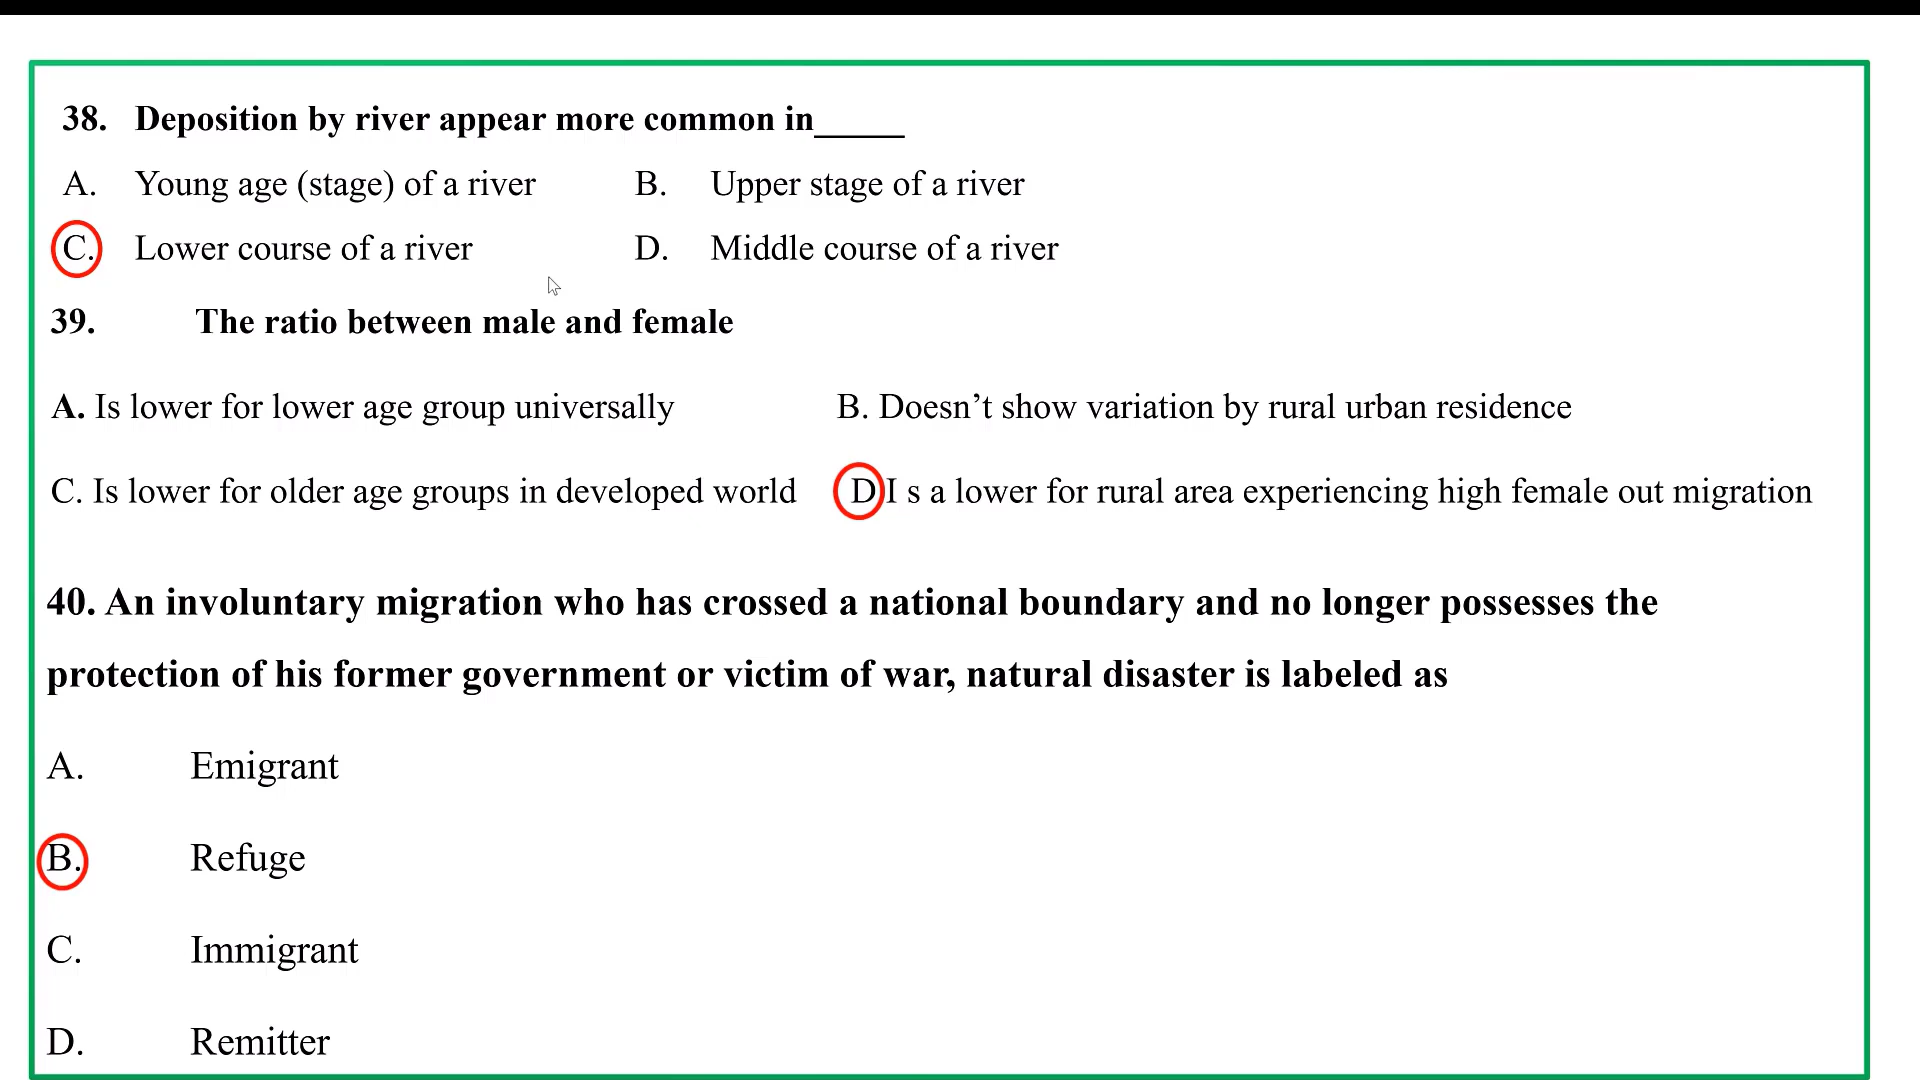 38. Deposition by river appear more common in_____
A. Young age (stage) of a river B. Upper stage of a river
C. Lower course of a river D. Middle course of a river
39. The ratio between male and female
A. Is lower for lower age group universally B. Doesn’t show variation by rural urban residence
C. Is lower for older age groups in developed world D I s a lower for rural area experiencing high female out migration
40. An involuntary migration who has crossed a national boundary and no longer possesses the
protection of his former government or victim of war, natural disaster is labeled as
A. Emigrant
B. Refuge
C. Immigrant
D. Remitter